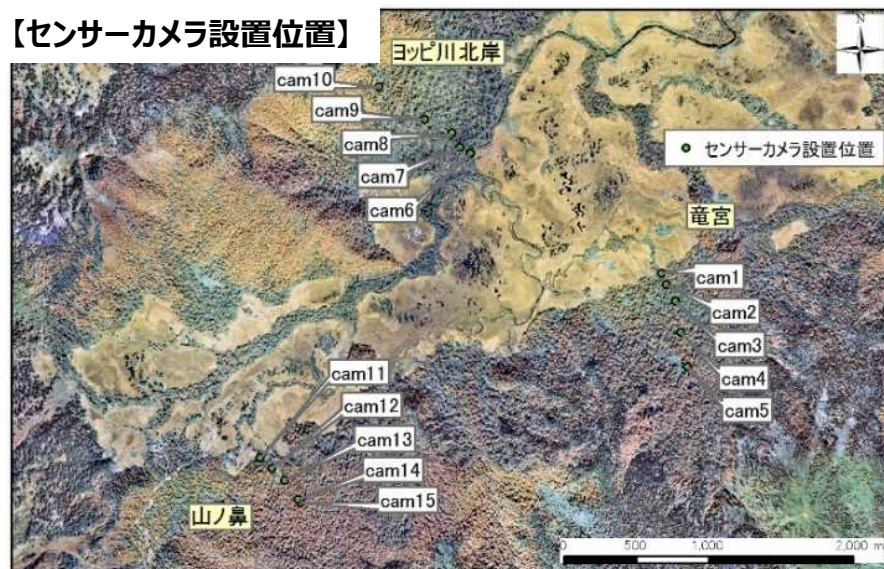 【センサーカメラ設置位置】
ヨッピ川北岸
N
cam10
cam9
cam8
cam7
cam6
センサーカメラ設置位置
竜宮
cam1
cam2
cam3
cam4
cam5
cam11
cam12
cam13
cam14
cam15
山ノ鼻
0 500 1,000 2,000 m